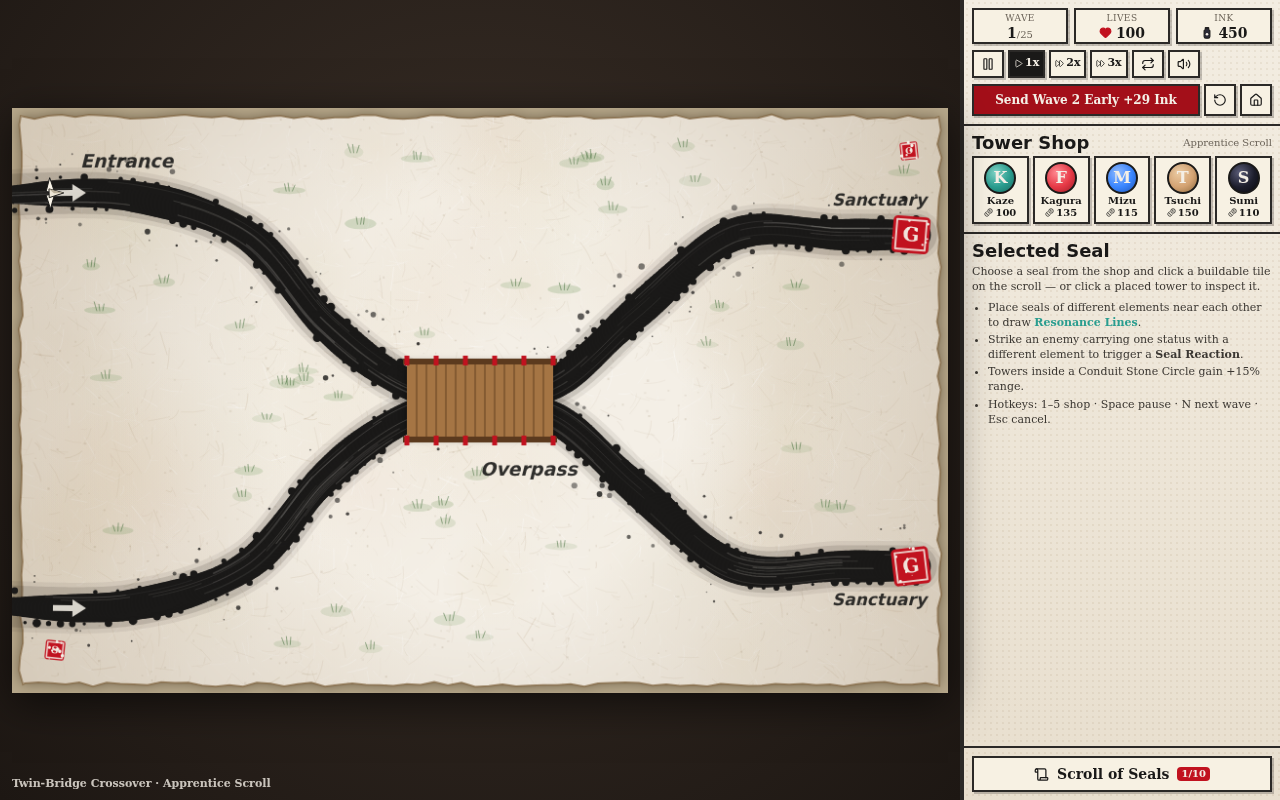 WAVE
1/25
LIVES
100
INK
450
1x
2x
3x
Send Wave 2 Early +29 Ink
Tower Shop
Apprentice Scroll
K
Kaze
100
F
Kagura
135
M
Mizu
115
T
Tsuchi
150
S
Sumi
110
Selected Seal
Choose a seal from the shop and click a buildable tile
on the scroll — or click a placed tower to inspect it.
• Place seals of different elements near each other
to draw Resonance Lines.
• Strike an enemy carrying one status with a
different element to trigger a Seal Reaction.
• Towers inside a Conduit Stone Circle gain +15%
range.
• Hotkeys: 1–5 shop · Space pause · N next wave ·
Esc cancel.
Scroll of Seals 1/10
Entrance
Sanctuary
G
Overpass
G
Sanctuary
Twin-Bridge Crossover · Apprentice Scroll